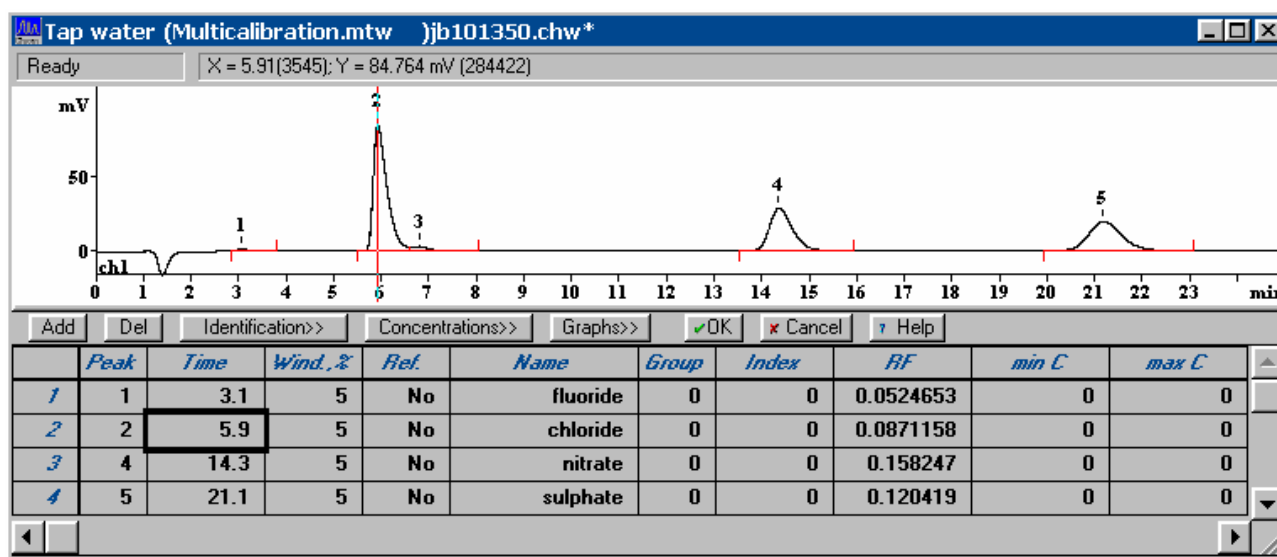 Tap water (Multicalibration.mtw )jb101350.chw*
Ready X = 5.91(3545); Y = 84.764 mV (284422)
mV
2
50
4
5
1
3
0
ch1
0 1 2 3 4 5 6 7 8 9 10 11 12 13 14 15 16 17 18 19 20 21 22 23 min
Add Del Identification>> Concentrations>> Graphs>> OK Cancel ? Help
Peak Time Wind.,% Ref. Name Group Index RF min C max C
1 1 3.1 5 No fluoride 0 0 0.0524653 0 0
2 2 5.9 5 No chloride 0 0 0.0871158 0 0
3 4 14.3 5 No nitrate 0 0 0.158247 0 0
4 5 21.1 5 No sulphate 0 0 0.120419 0 0